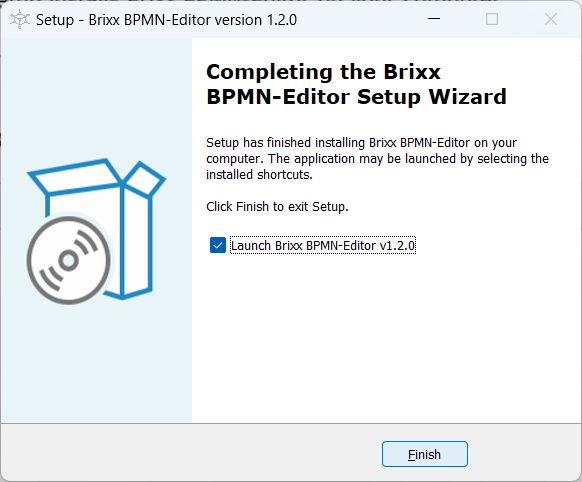 Setup - Brixx BPMN-Editor version 1.2.0
Completing the Brixx
BPMN-Editor Setup Wizard
Setup has finished installing Brixx BPMN-Editor on your
computer. The application may be launched by selecting the
installed shortcuts.
Click Finish to exit Setup.
Launch Brixx BPMN-Editor v1.2.0
Finish